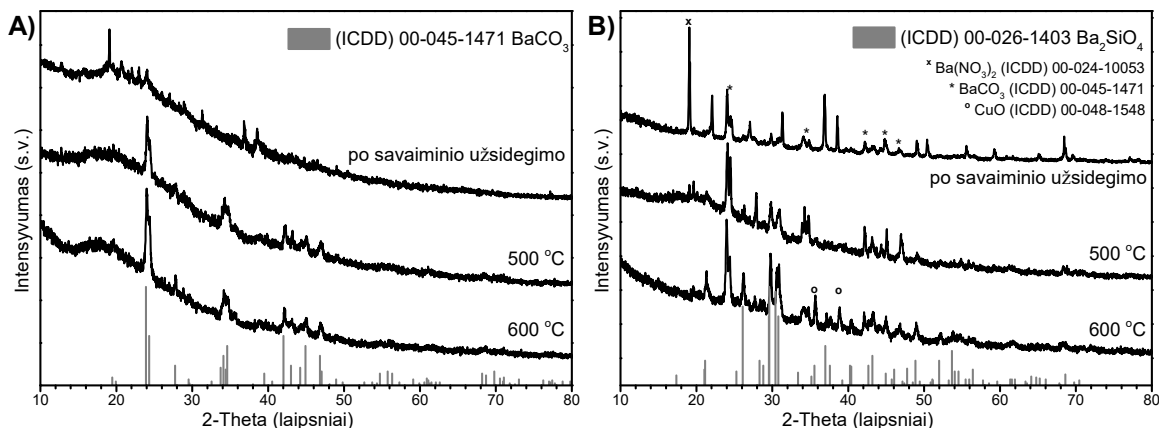 A)
(ICDD) 00-045-1471 BaCO₃
po savaiminio užsidegimo
500 °C
600 °C
Intensyvumas (s.v.)
10 20 30 40 50 60 70 80
2-Theta (laipsniai)
B)
(ICDD) 00-026-1403 Ba₂SiO₄
x Ba(NO₃)₂ (ICDD) 00-024-10053
* BaCO₃ (ICDD) 00-045-1471
o CuO (ICDD) 00-048-1548
x
*
* * * *
po savaiminio užsidegimo
500 °C
o o
600 °C
Intensyvumas (s.v.)
10 20 30 40 50 60 70 80
2-Theta (laipsniai)